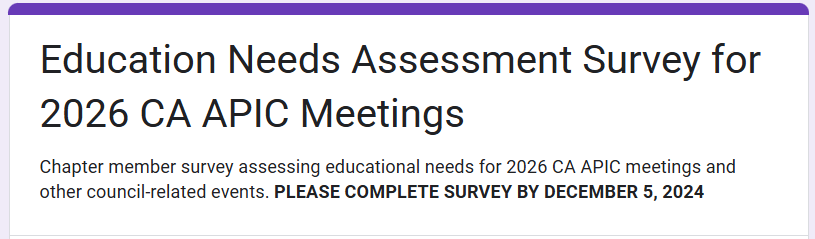 Education Needs Assessment Survey for
2026 CA APIC Meetings
Chapter member survey assessing educational needs for 2026 CA APIC meetings and
other council-related events. PLEASE COMPLETE SURVEY BY DECEMBER 5, 2024